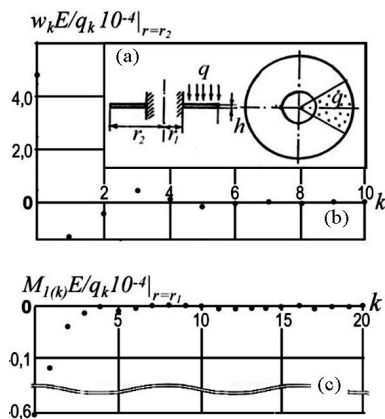 w_k E/q_k 10^-4|_r=r_2
(a)
q
4,0
r_2 r_1 h q
2,0
0 2 4 6 8 10 k
(b)
M_1(k) E/q_k 10^-4|_r=r_1
0 5 10 15 20 k
0,1
(c)
0,6